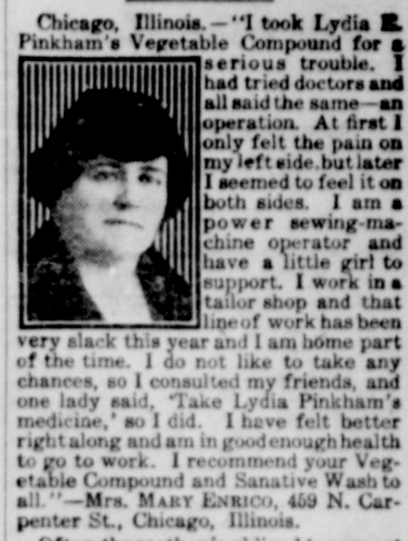 Chicago, Illinois.—"I took Lydia E.
Pinkham's Vegetable Compound for a
serious trouble. I
had tried doctors and
all said the same—an
operation. At first I
only felt the pain on
my left side, but later
I seemed to feel it on
both sides. I am a
power sewing-ma-
chine operator and
have a little girl to
support. I work in a
tailor shop and that
line of work has been
very slack this year and I am home part
of the time. I do not like to take any
chances, so I consulted my friends, and
one lady said, 'Take Lydia Pinkham's
medicine,' so I did. I have felt better
right along and am in good enough health
to go to work. I recommend your Veg-
etable Compound and Sanative Wash to
all."—Mrs. MARY ENRICO, 459 N. Car-
penter St., Chicago, Illinois.